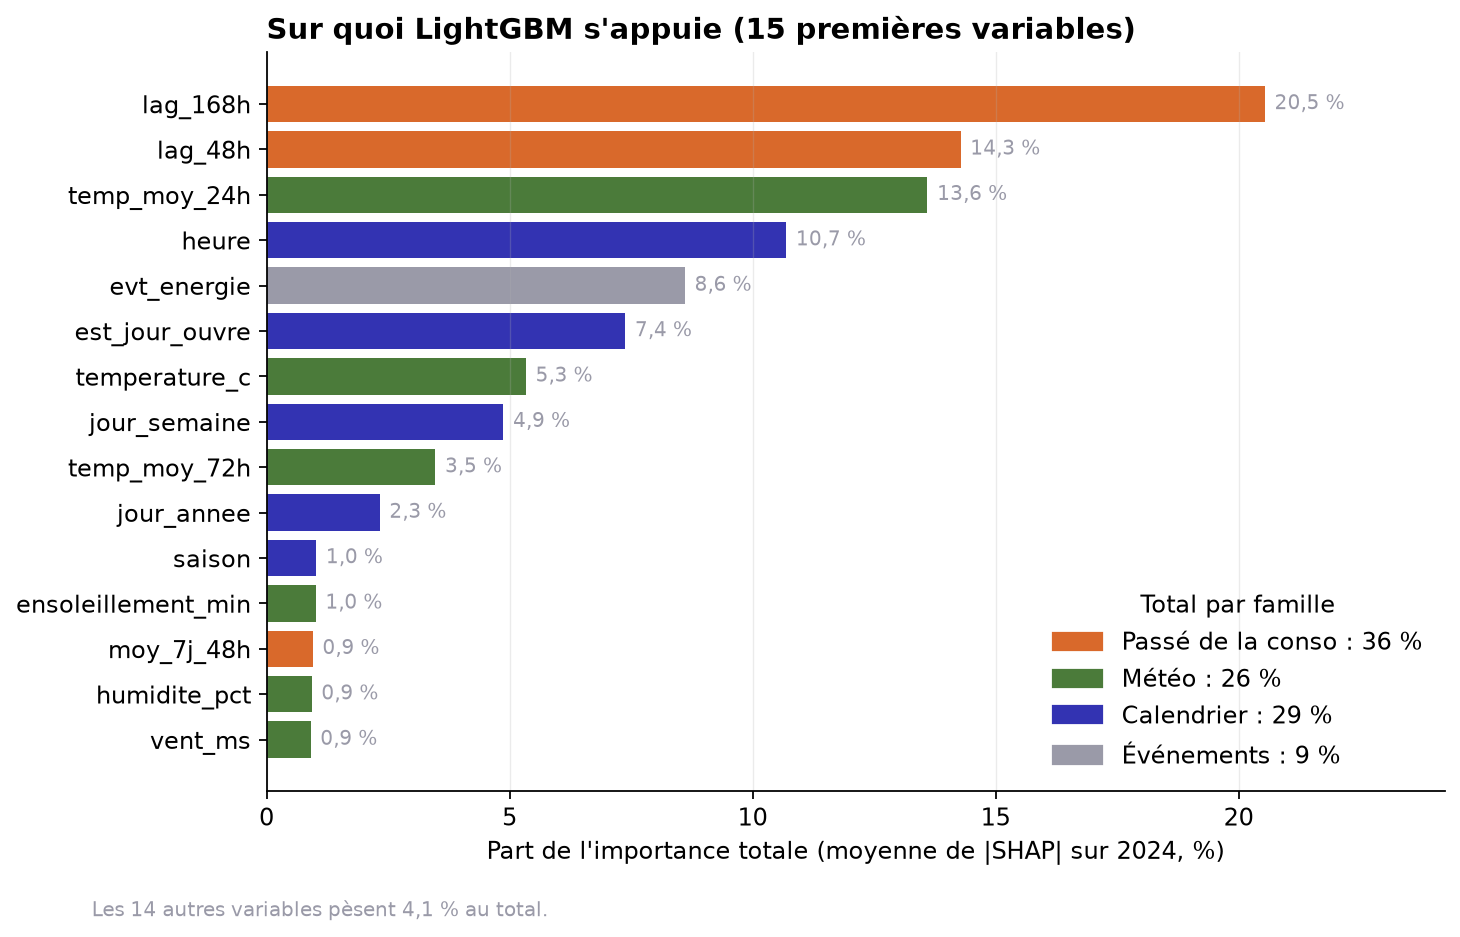 Sur quoi LightGBM s'appuie (15 premières variables)
lag_168h 20,5 %
lag_48h 14,3 %
temp_moy_24h 13,6 %
heure 10,7 %
evt_energie 8,6 %
est_jour_ouvre 7,4 %
temperature_c 5,3 %
jour_semaine 4,9 %
temp_moy_72h 3,5 %
jour_annee 2,3 %
saison 1,0 %
ensoleillement_min 1,0 %
moy_7j_48h 0,9 %
humidite_pct 0,9 %
vent_ms 0,9 %
Total par famille
Passé de la conso : 36 %
Météo : 26 %
Calendrier : 29 %
Événements : 9 %
0 5 10 15 20
Part de l'importance totale (moyenne de |SHAP| sur 2024, %)
Les 14 autres variables pèsent 4,1 % au total.